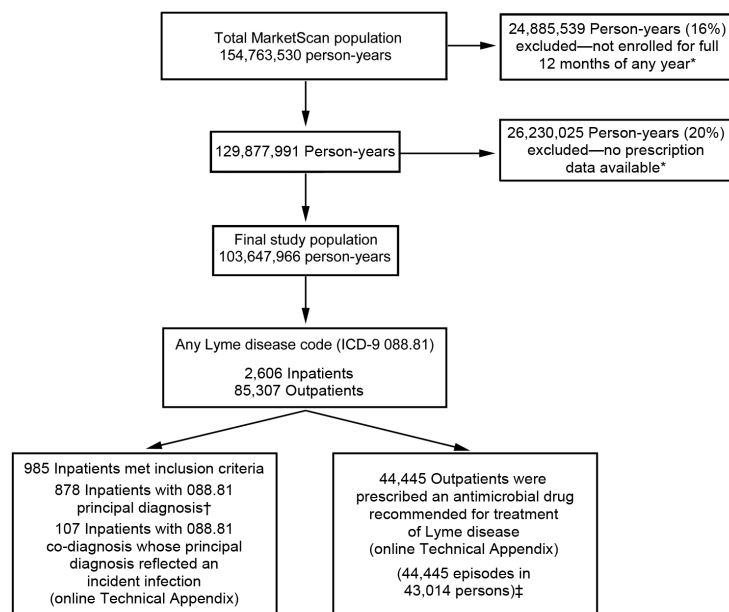 Total MarketScan population
154,763,530 person-years
24,885,539 Person-years (16%)
excluded—not enrolled for full
12 months of any year*
129,877,991 Person-years
26,230,025 Person-years (20%)
excluded—no prescription
data available*
Final study population
103,647,966 person-years
Any Lyme disease code (ICD-9 088.81)
2,606 Inpatients
85,307 Outpatients
985 Inpatients met inclusion criteria
878 Inpatients with 088.81
principal diagnosis†
107 Inpatients with 088.81
co-diagnosis whose principal
diagnosis reflected an
incident infection
(online Technical Appendix)
44,445 Outpatients were
prescribed an antimicrobial drug
recommended for treatment
of Lyme disease
(online Technical Appendix)
(44,445 episodes in
43,014 persons)‡